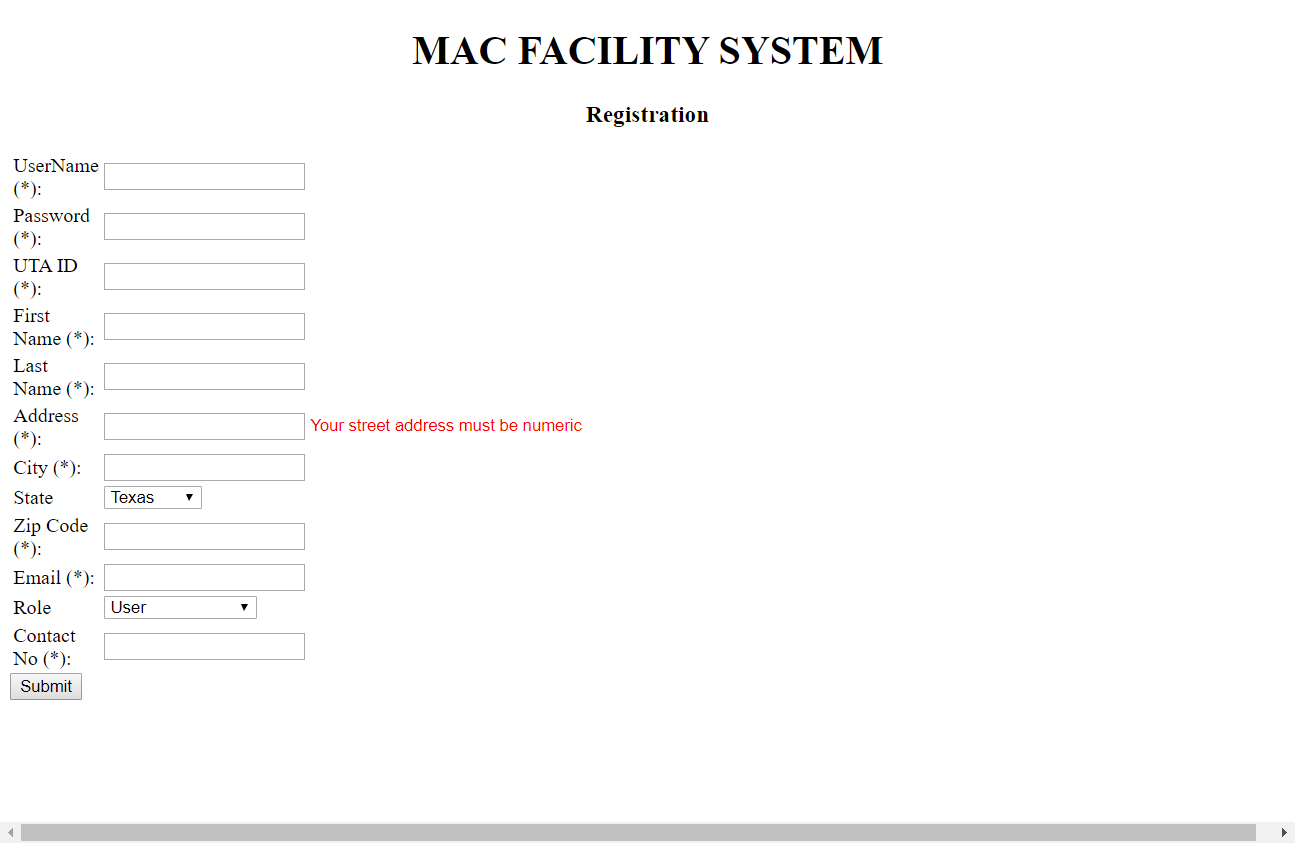 MAC FACILITY SYSTEM
Registration
UserName
(*):
Password
(*):
UTA ID
(*):
First
Name (*):
Last
Name (*):
Address
(*):
Your street address must be numeric
City (*):
State
Texas
Zip Code
(*):
Email (*):
Role
User
Contact
No (*):
Submit